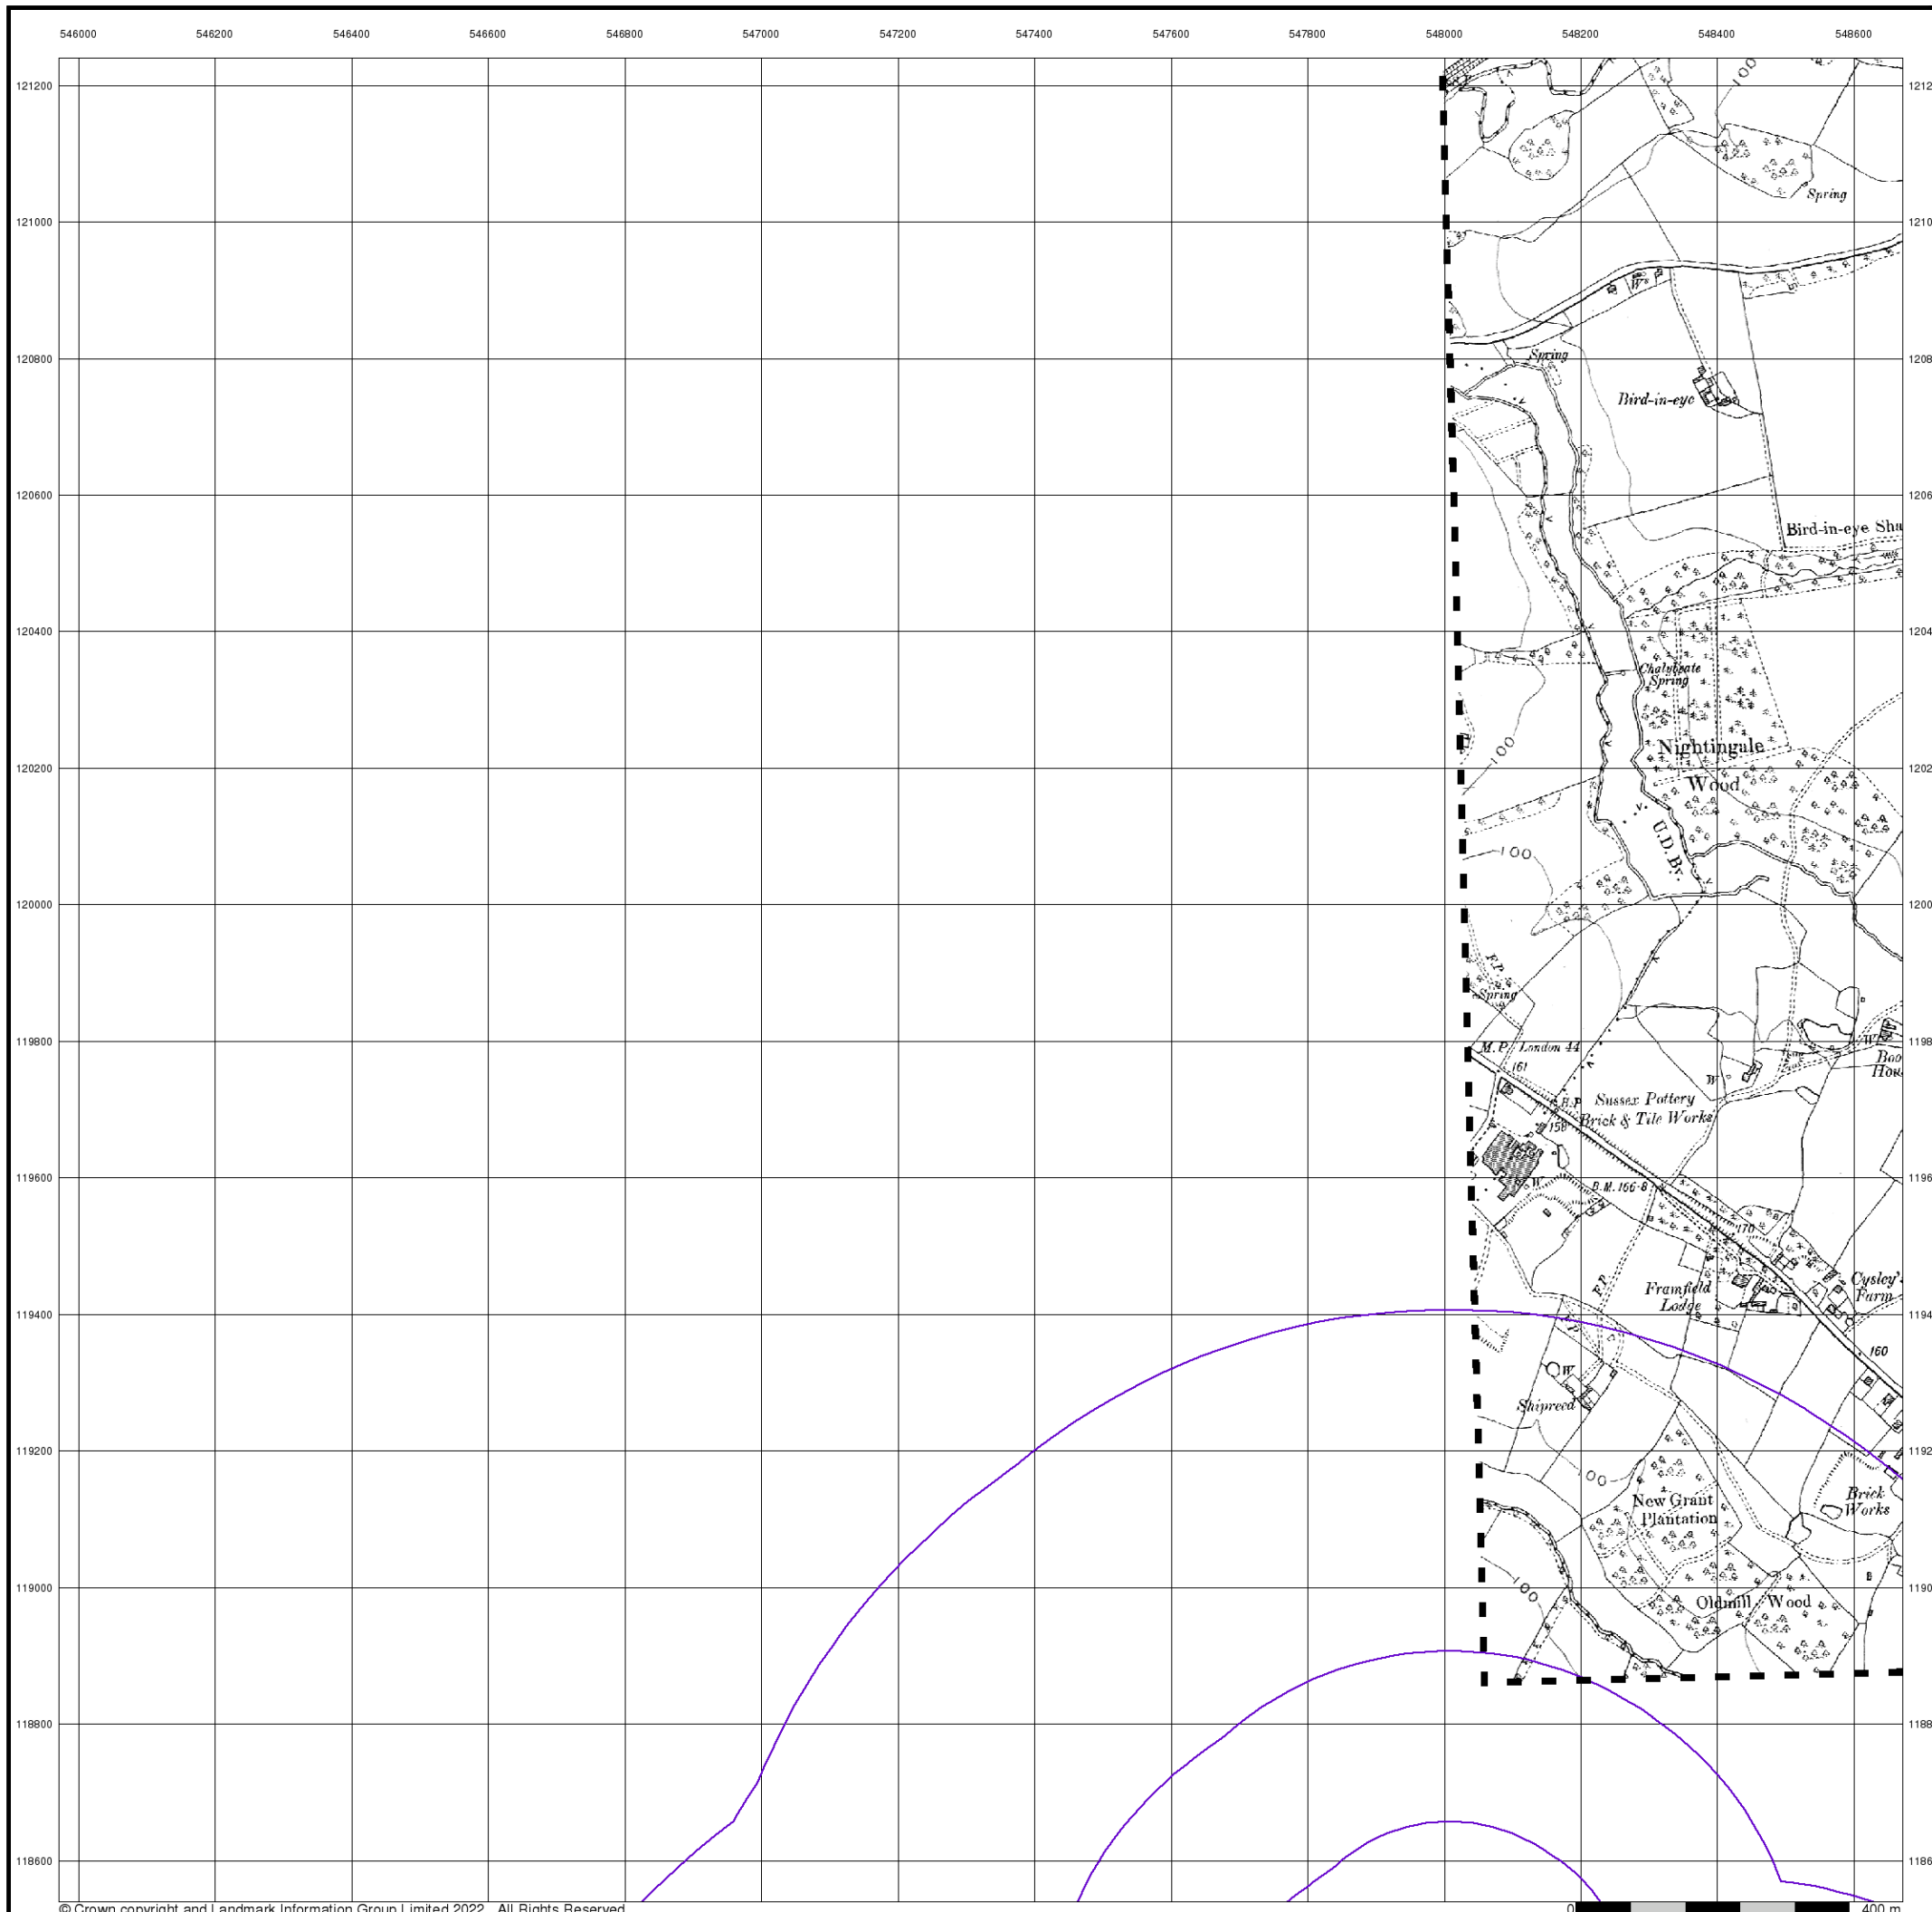 546000 546200 546400 546600 546800 547000 547200 547400 547600 547800 548000 548200 548400 548600
121200
100
Spring
121000
Wˢ
120800
Spring
Bird-in-eye
120600
Bird-in-eye Sha
120400
Chalybeate
Spring
100
Nightingale
120200
Wood
U.D.By.
100
120000
F.P.
Spring
119800
M.P. London 44
161
W
W
Boo
Hou
Sussex Pottery
Brick & Tile Works
158
119600
W
B.M. 166·8
170
F.P.
Framfield
Lodge
Cysley's
Farm
119400
160
W
Shipreed
119200
100
New Grant
Plantation
Brick
Works
119000
100
Oldmill Wood
118800
118600
© Crown copyright and Landmark Information Group Limited 2022. All Rights Reserved.
0 400 m